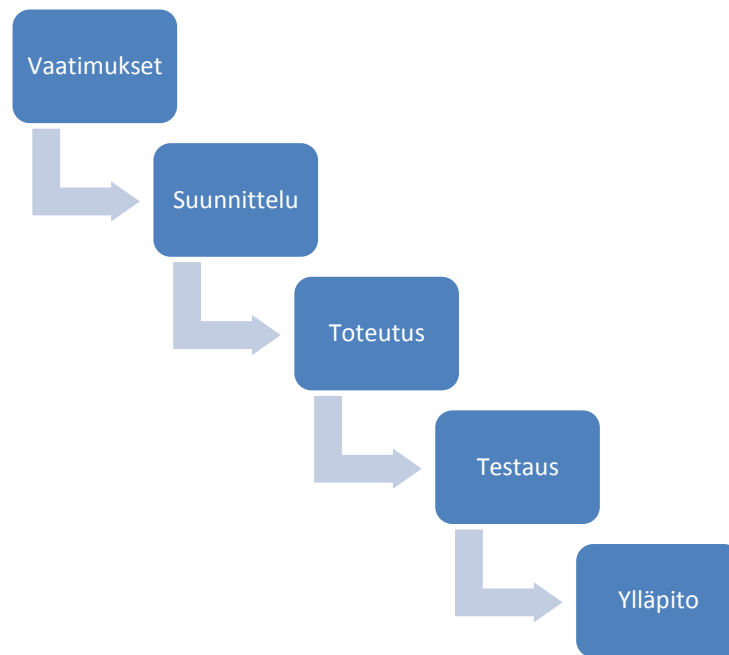 Vaatimukset
Suunnittelu
Toteutus
Testaus
Ylläpito